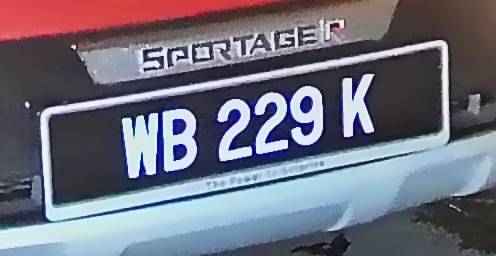 SPORTAGE R
WB 229 K
The Power to Surprise